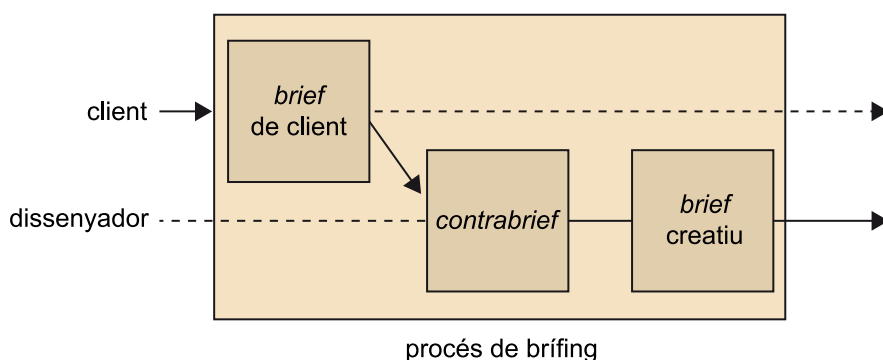 client
brief
de client
dissenyador
contrabrief
brief
creatiu
procés de brífing